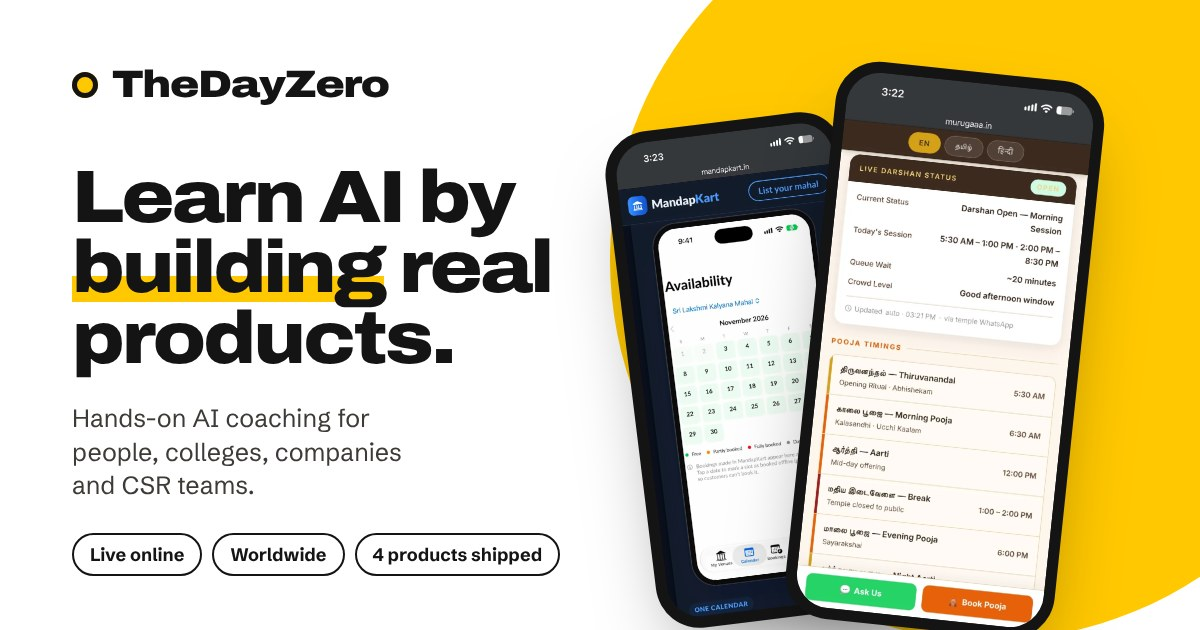 TheDayZero
Learn AI by
building real
products.
Hands-on AI coaching for
people, colleges, companies
and CSR teams.
Live online
Worldwide
4 products shipped
3:23
mandapkart.in
MandapKart
List your mahal
9:41
Availability
Sri Lakshmi Kalyana Mahal
November 2026
1 2 3 4 5 6
8 9 10 11 12 13
15 16 17 18 19 20
22 23 24 25 26 27
29 30
Free Partly booked Fully booked
Bookings made in MandapKart appear here
My Venues Calendar Bookings
ONE CALENDAR
3:22
murugaaa.in
EN தமிழ் हिन्दी
LIVE DARSHAN STATUS OPEN
Current Status Darshan Open — Morning
Session
Today's Session 5:30 AM – 1:00 PM · 2:00 PM –
8:30 PM
Queue Wait ~20 minutes
Crowd Level Good afternoon window
Updated auto · 03:21 PM · via temple WhatsApp
POOJA TIMINGS
திருவனந்தல் — Thiruvanandal
Opening Ritual · Abhishekam
5:30 AM
காலை பூஜை — Morning Pooja
Kalasandhi · Ucchi Kaalam
6:30 AM
ஆர்த்தி — Aarti
Mid-day offering
12:00 PM
மதிய இடைவேளை — Break
Temple closed to public
1:00 – 2:00 PM
மாலை பூஜை — Evening Pooja
Sayarakshai
6:00 PM
Ask Us
Book Pooja